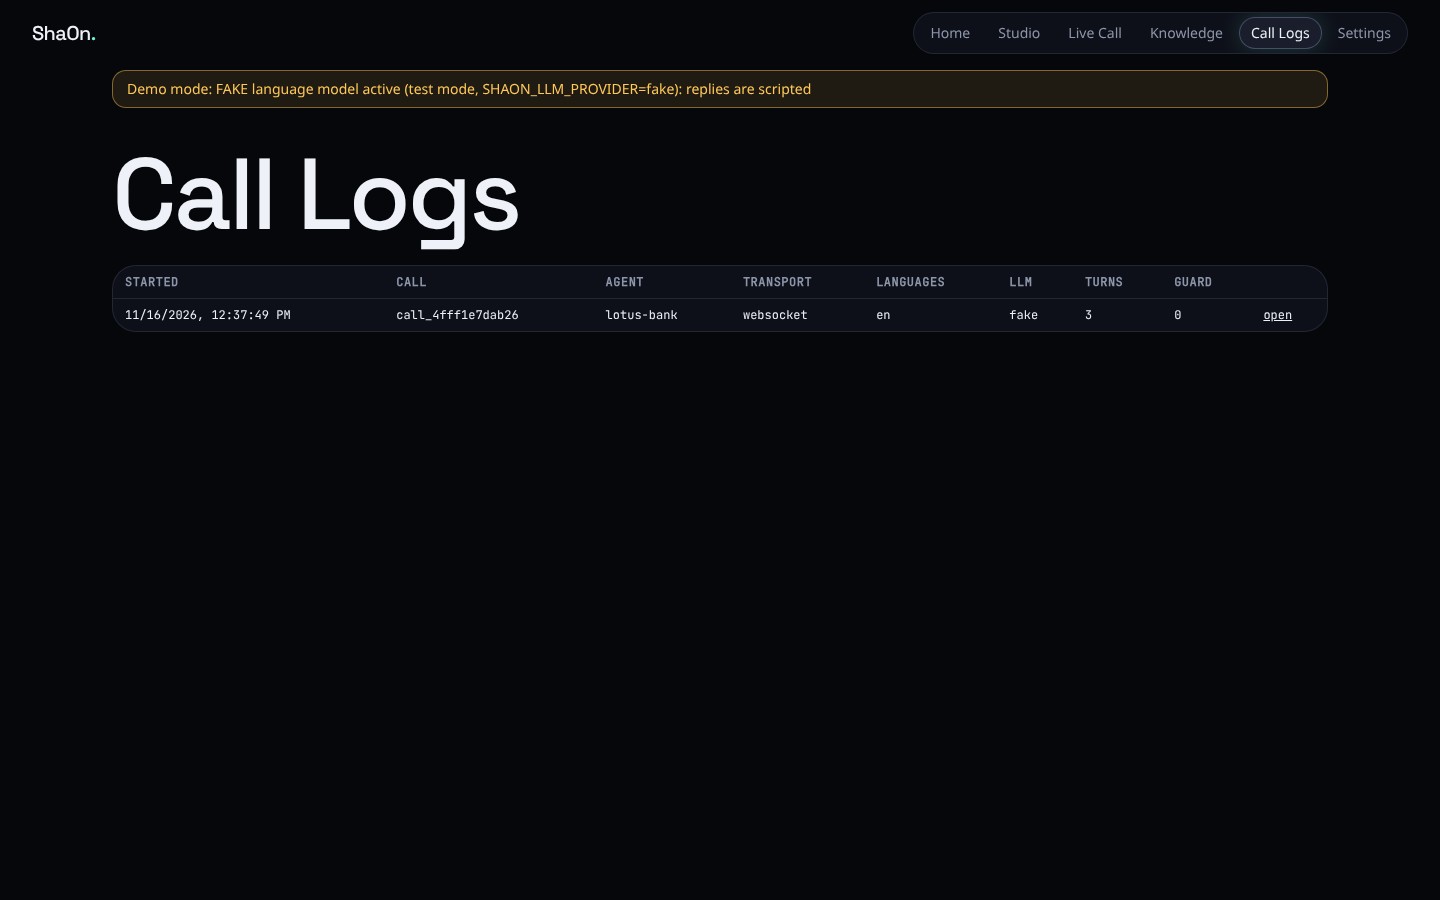 ShaOn.
Home Studio Live Call Knowledge Call Logs Settings
Demo mode: FAKE language model active (test mode, SHAON_LLM_PROVIDER=fake): replies are scripted
Call Logs
STARTED CALL AGENT TRANSPORT LANGUAGES LLM TURNS GUARD
11/16/2026, 12:37:49 PM call_4fff1e7dab26 lotus-bank websocket en fake 3 0 open